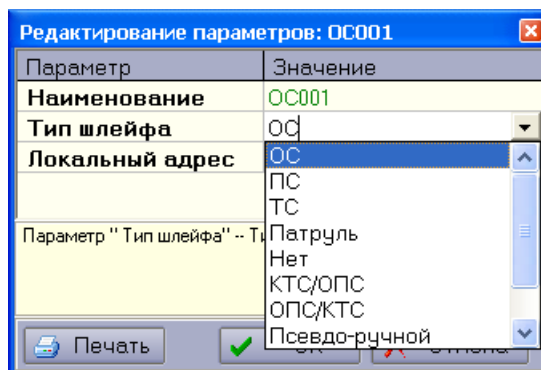 Редактирование параметров: ОС001
Параметр Значение
Наименование ОС001
Тип шлейфа ОС
Локальный адрес ОС
ПС
ТС
Параметр "Тип шлейфа" -- Патруль
Нет
КТС/ОПС
ОПС/КТС
Псевдо-ручной
Печать